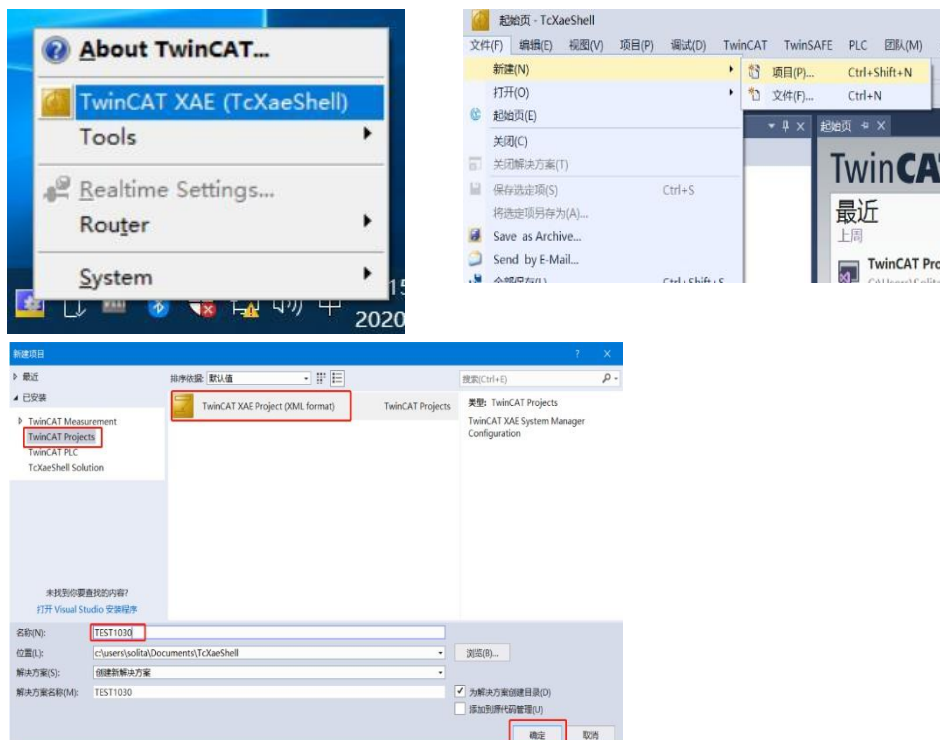 About TwinCAT...
TwinCAT XAE (TcXaeShell)
Tools
Realtime Settings...
Router
System
中
15
2020
起始页 - TcXaeShell
文件(F) 编辑(E) 视图(V) 项目(P) 调试(D) TwinCAT TwinSAFE PLC 团队(M)
新建(N)
项目(P)... Ctrl+Shift+N
打开(O)
文件(F)... Ctrl+N
起始页(E)
起始页
关闭(C)
关闭解决方案(T)
TwinCA
保存选定项(S) Ctrl+S
最近
将选定项另存为(A)...
上周
Save as Archive...
Send by E-Mail...
TwinCAT Pro
全部保存(L) Ctrl+Shift+S
新建项目
最近
排序依据: 默认值
搜索(Ctrl+E)
已安装
TwinCAT XAE Project (XML format) TwinCAT Projects
类型: TwinCAT Projects
TwinCAT XAE System Manager
Configuration
TwinCAT Measurement
TwinCAT Projects
TwinCAT PLC
TcXaeShell Solution
未找到你要查找的内容?
打开 Visual Studio 安装程序
名称(N): TEST1030
位置(L): c:\users\solita\Documents\TcXaeShell 浏览(B)...
解决方案(S): 创建新解决方案
解决方案名称(M): TEST1030
为解决方案创建目录(D)
添加到源代码管理(U)
确定 取消